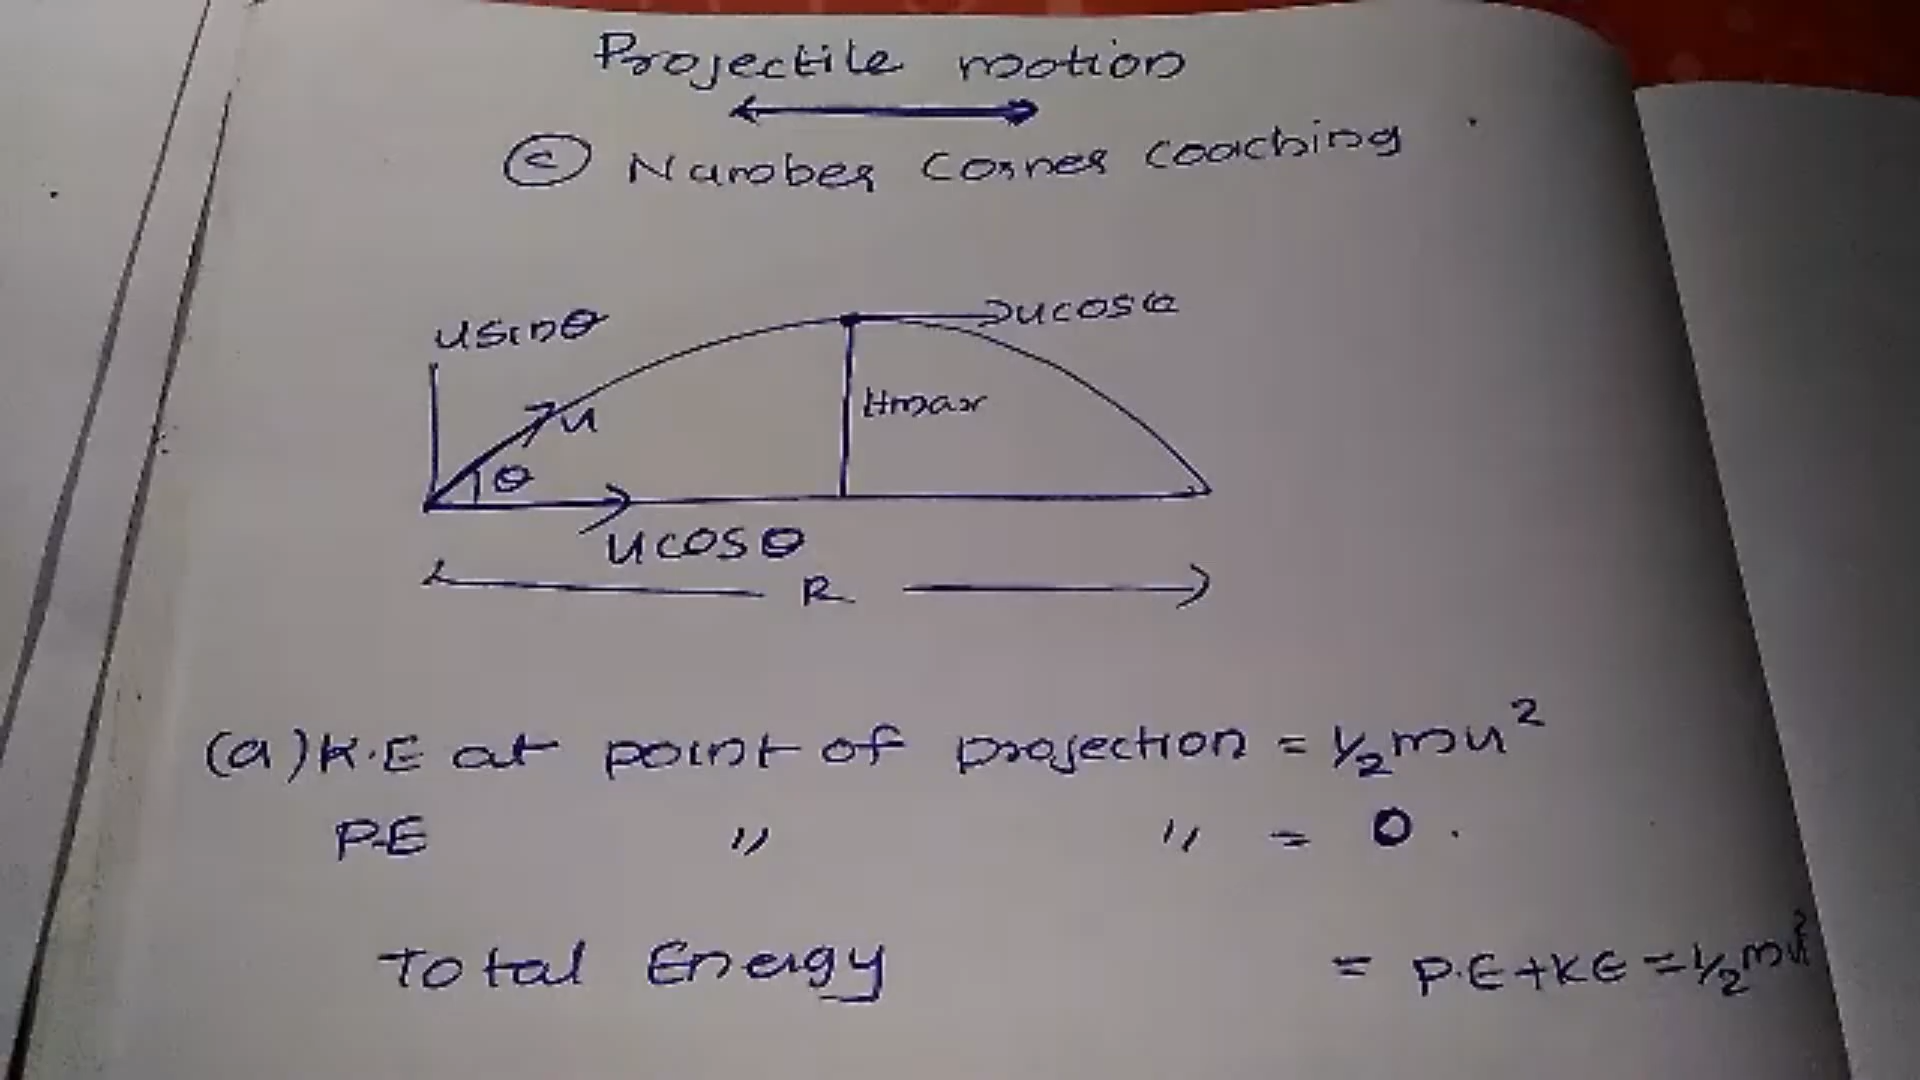 Projectile motion
© Number Corner coaching
usinθ
ucosθ
u
Hmax
θ
ucosθ
R
(a) K.E at point of projection = 1/2mu²
P.E " " = 0.
Total Energy = P.E+KE = 1/2mu²